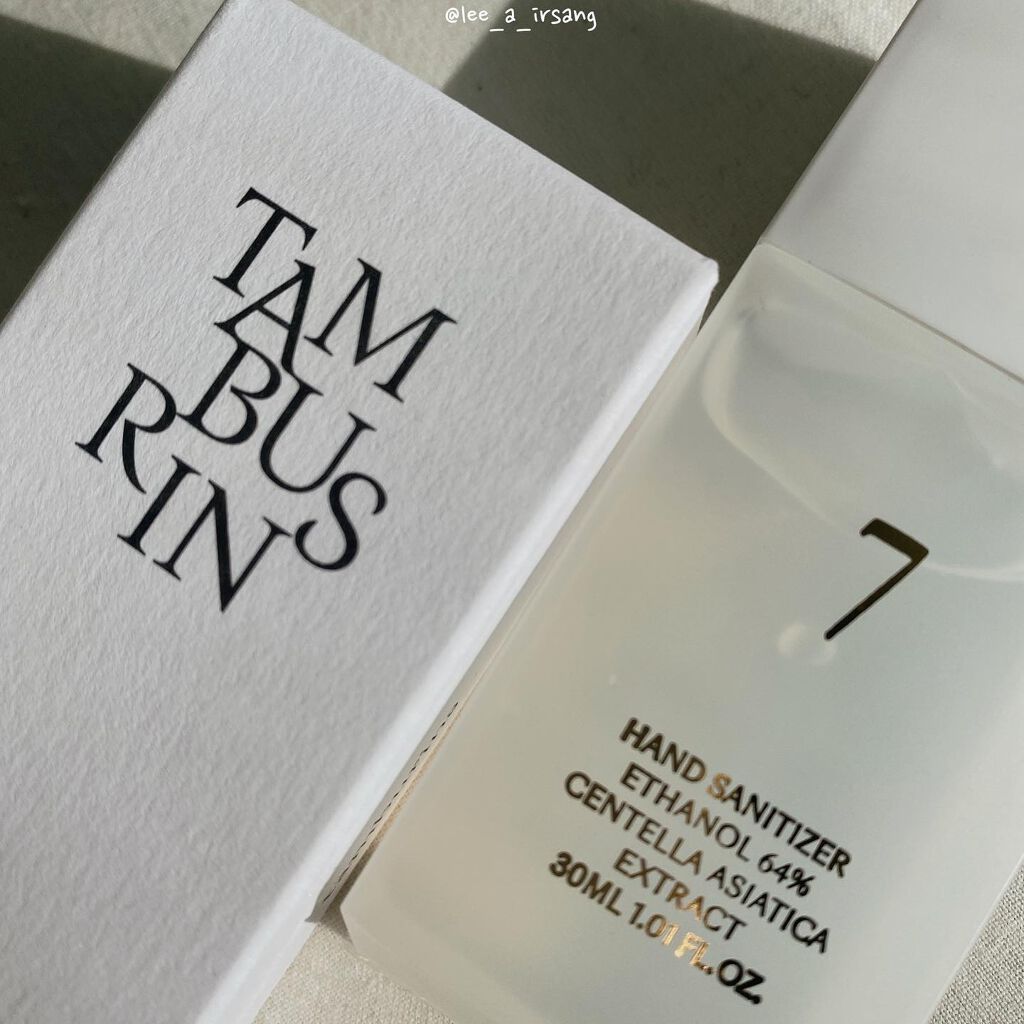 @lee_a_irsang
TAM
BUS
RIN
7
HAND SANITIZER
ETHANOL 64%
CENTELLA ASIATICA
EXTRACT
30ML 1.01 FL.OZ.